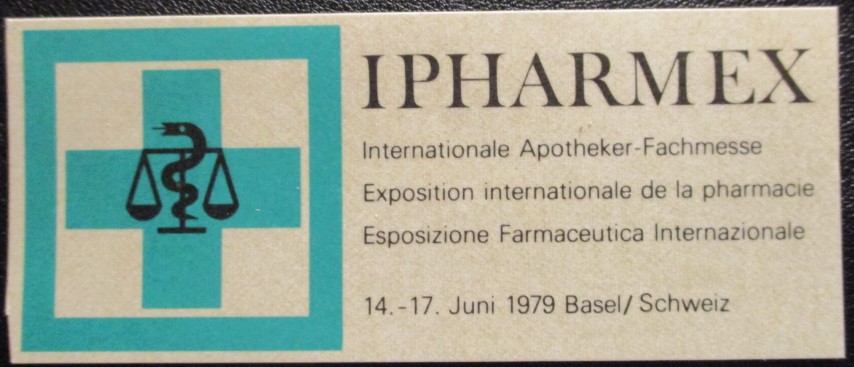 IPHARMEX
Internationale Apotheker-Fachmesse
Exposition internationale de la pharmacie
Esposizione Farmaceutica Internazionale
14.-17. Juni 1979 Basel/Schweiz